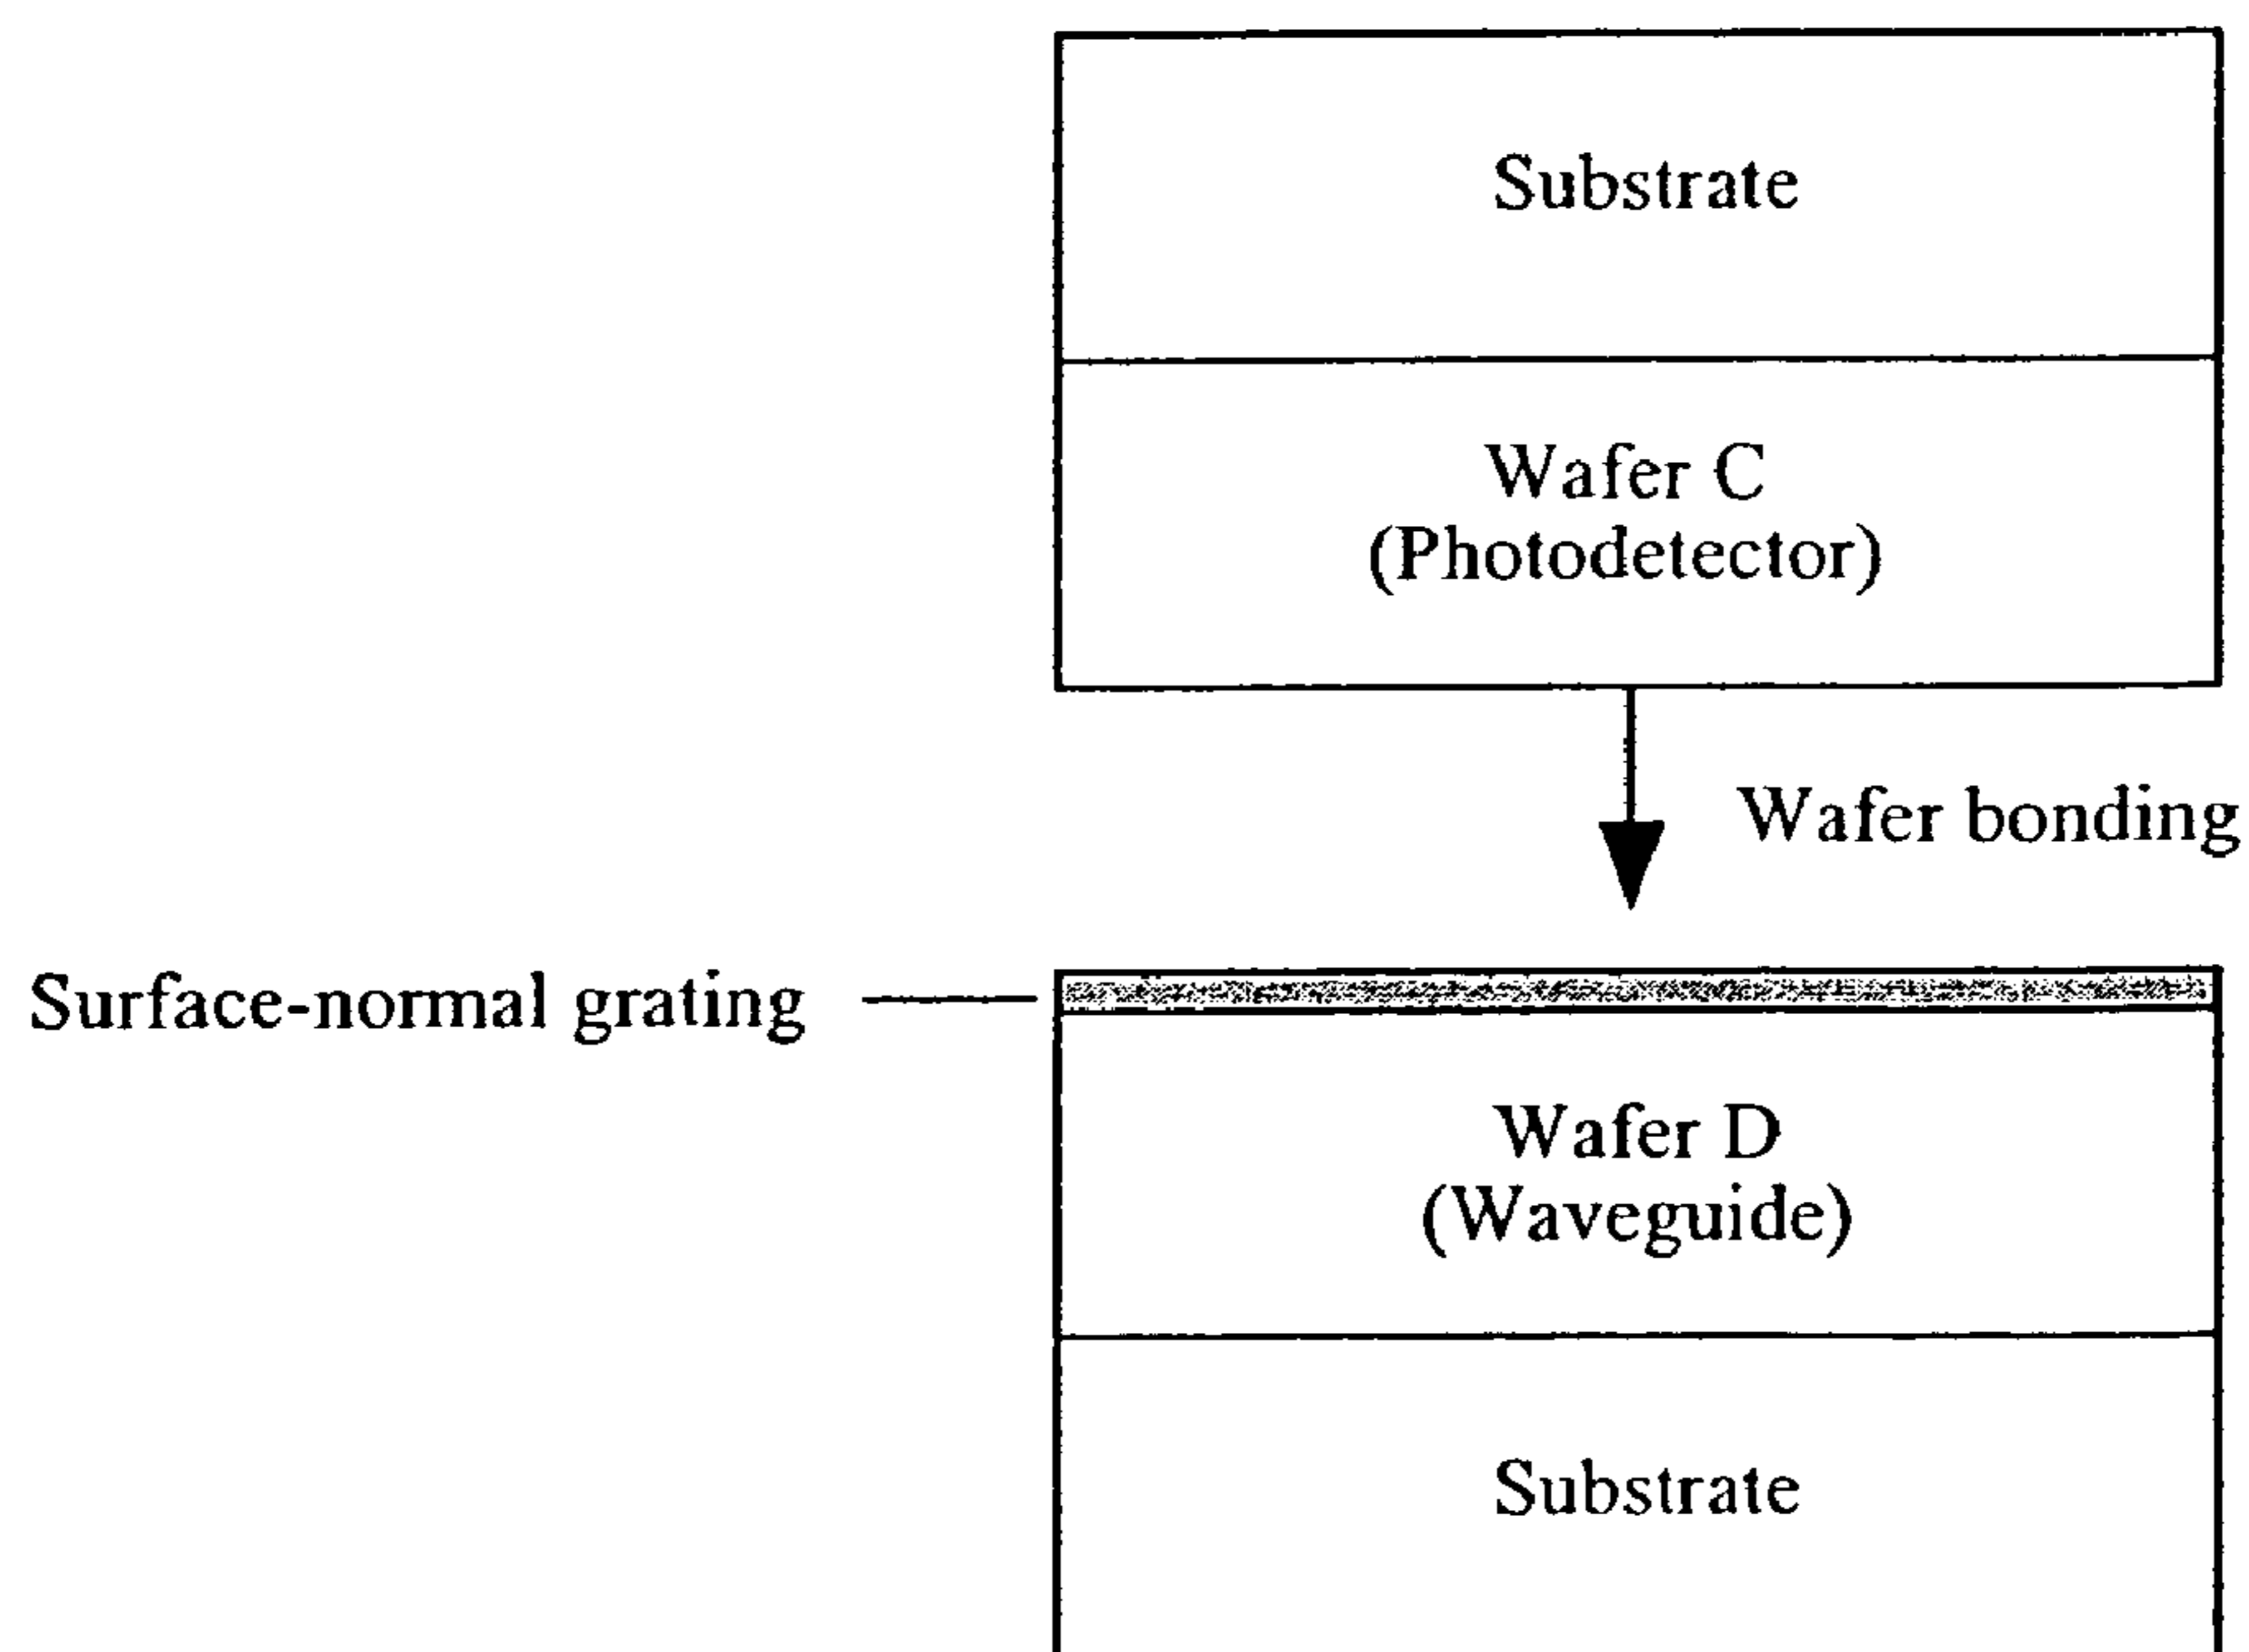 Substrate
Wafer C
(Photodetector)
Wafer bonding
Surface-normal grating
Wafer D
(Waveguide)
Substrate